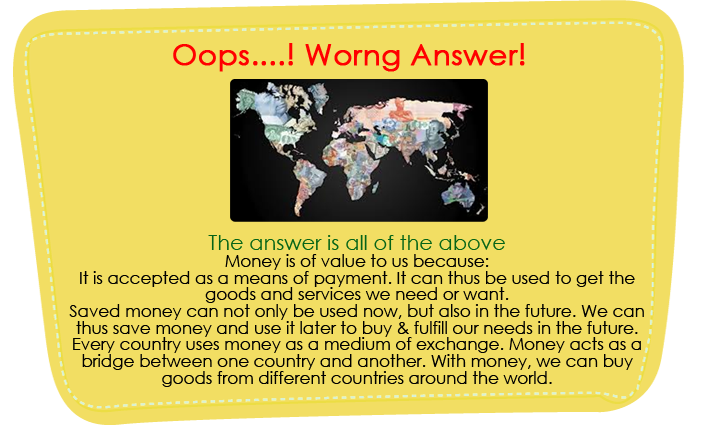 Oops....! Worng Answer!
The answer is all of the above
Money is of value to us because:
It is accepted as a means of payment. It can thus be used to get the
goods and services we need or want.
Saved money can not only be used now, but also in the future. We can
thus save money and use it later to buy & fulfill our needs in the future.
Every country uses money as a medium of exchange. Money acts as a
bridge between one country and another. With money, we can buy
goods from different countries around the world.